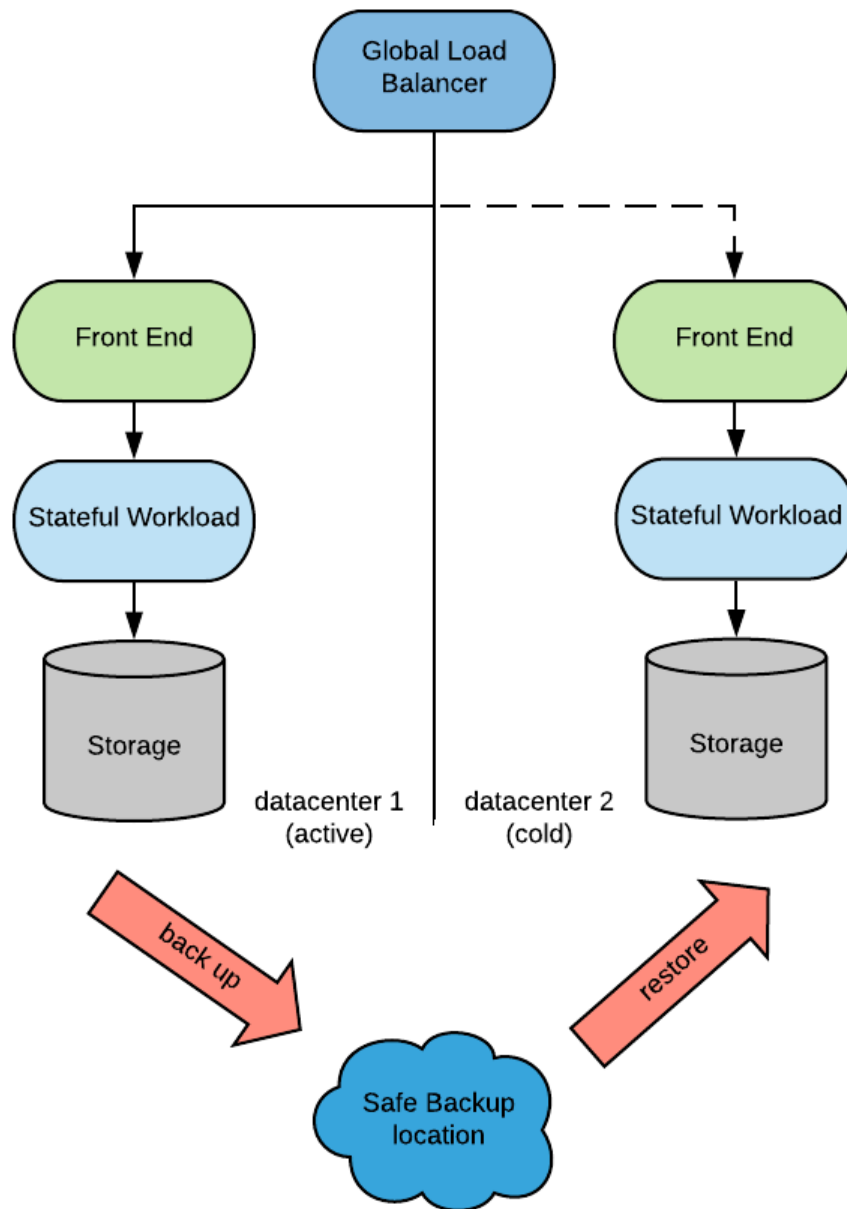 Global Load
Balancer
Front End
Front End
Stateful Workload
Stateful Workload
Storage
Storage
datacenter 1
(active)
datacenter 2
(cold)
back up
restore
Safe Backup
location